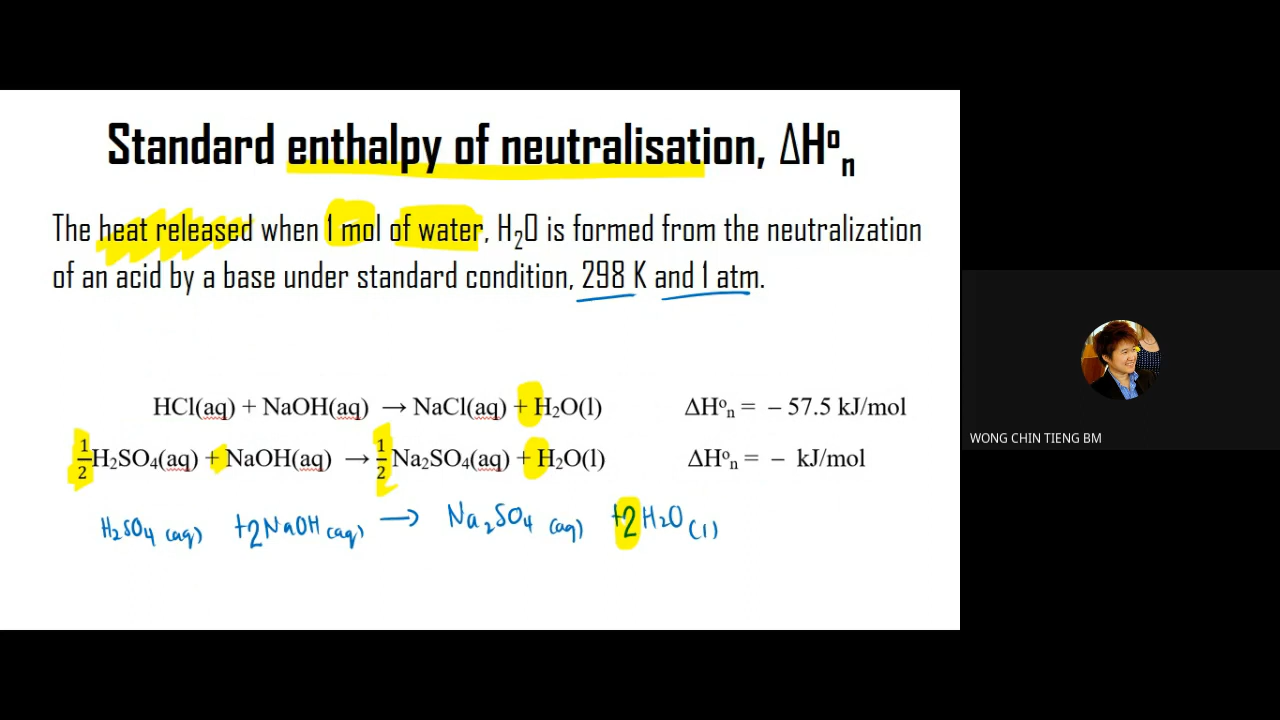 Standard enthalpy of neutralisation, ΔHºₙ
The heat released when 1 mol of water, H₂O is formed from the neutralization
of an acid by a base under standard condition, 298 K and 1 atm.
HCl(aq) + NaOH(aq) → NaCl(aq) + H₂O(l) ΔHºₙ = – 57.5 kJ/mol
½H₂SO₄(aq) + NaOH(aq) → ½Na₂SO₄(aq) + H₂O(l) ΔHºₙ = – kJ/mol
H₂SO₄ (aq) +2NaOH (aq) → Na₂SO₄ (aq) +2H₂O (l)
WONG CHIN TIENG BM